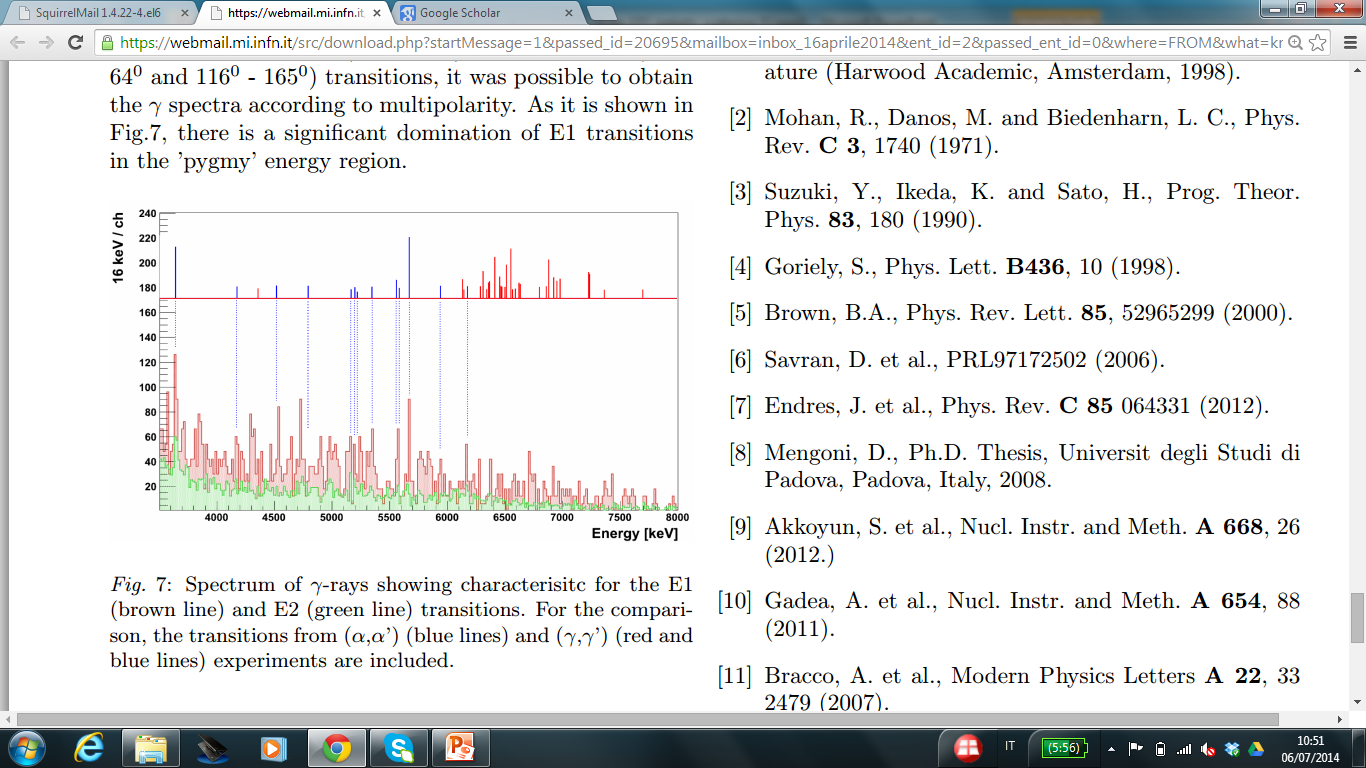 SquirrelMail 1.4.22-4.el6
https://webmail.mi.infn.it
Google Scholar
https://webmail.mi.infn.it/src/download.php?startMessage=1&passed_id=20695&mailbox=inbox_16aprile2014&ent_id=2&passed_ent_id=0&where=FROM&what=kr
64⁰ and 116⁰ - 165⁰) transitions, it was possible to obtain
the γ spectra according to multipolarity. As it is shown in
Fig.7, there is a significant domination of E1 transitions
in the ’pygmy’ energy region.
16 keV / ch
240
220
200
180
160
140
120
100
80
60
40
20
4000 4500 5000 5500 6000 6500 7000 7500 8000
Energy [keV]
Fig. 7: Spectrum of γ-rays showing characterisitc for the E1
(brown line) and E2 (green line) transitions. For the compari-
son, the transitions from (α,α’) (blue lines) and (γ,γ’) (red and
blue lines) experiments are included.
ature (Harwood Academic, Amsterdam, 1998).
[2] Mohan, R., Danos, M. and Biedenharn, L. C., Phys.
Rev. C 3, 1740 (1971).
[3] Suzuki, Y., Ikeda, K. and Sato, H., Prog. Theor.
Phys. 83, 180 (1990).
[4] Goriely, S., Phys. Lett. B436, 10 (1998).
[5] Brown, B.A., Phys. Rev. Lett. 85, 52965299 (2000).
[6] Savran, D. et al., PRL97172502 (2006).
[7] Endres, J. et al., Phys. Rev. C 85 064331 (2012).
[8] Mengoni, D., Ph.D. Thesis, Universit degli Studi di
Padova, Padova, Italy, 2008.
[9] Akkoyun, S. et al., Nucl. Instr. and Meth. A 668, 26
(2012.)
[10] Gadea, A. et al., Nucl. Instr. and Meth. A 654, 88
(2011).
[11] Bracco, A. et al., Modern Physics Letters A 22, 33
2479 (2007).
IT
(5:56)
10:51
06/07/2014